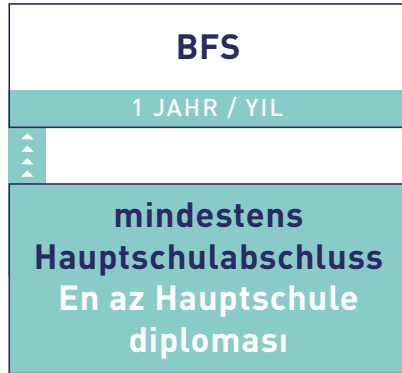 BFS
1 JAHR / YIL
mindestens
Hauptschulabschluss
En az Hauptschule
diploması